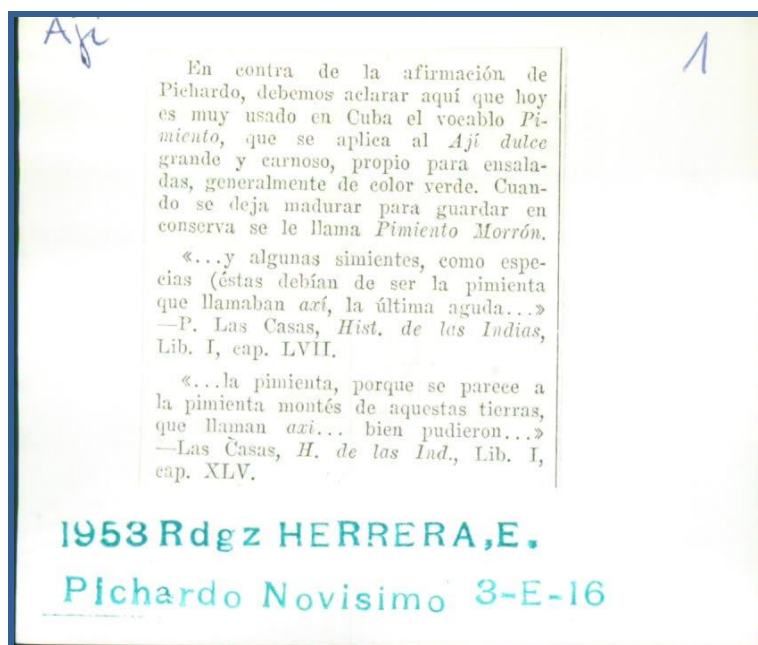 Ají
1
En contra de la afirmación de
Pichardo, debemos aclarar aquí que hoy
es muy usado en Cuba el vocablo Pi-
miento, que se aplica al Ají dulce
grande y carnoso, propio para ensala-
das, generalmente de color verde. Cuan-
do se deja madurar para guardar en
conserva se le llama Pimiento Morrón.
«...y algunas simientes, como espe-
cias (éstas debían de ser la pimienta
que llamaban axí, la última aguda...»
—P. Las Casas, Hist. de las Indias,
Lib. I, cap. LVII.
«...la pimienta, porque se parece a
la pimienta montés de aquestas tierras,
que llaman axi... bien pudieron...»
—Las Casas, H. de las Ind., Lib. I,
cap. XLV.
1953 Rdgz HERRERA,E.
PIchardo Novisimo 3-E-16